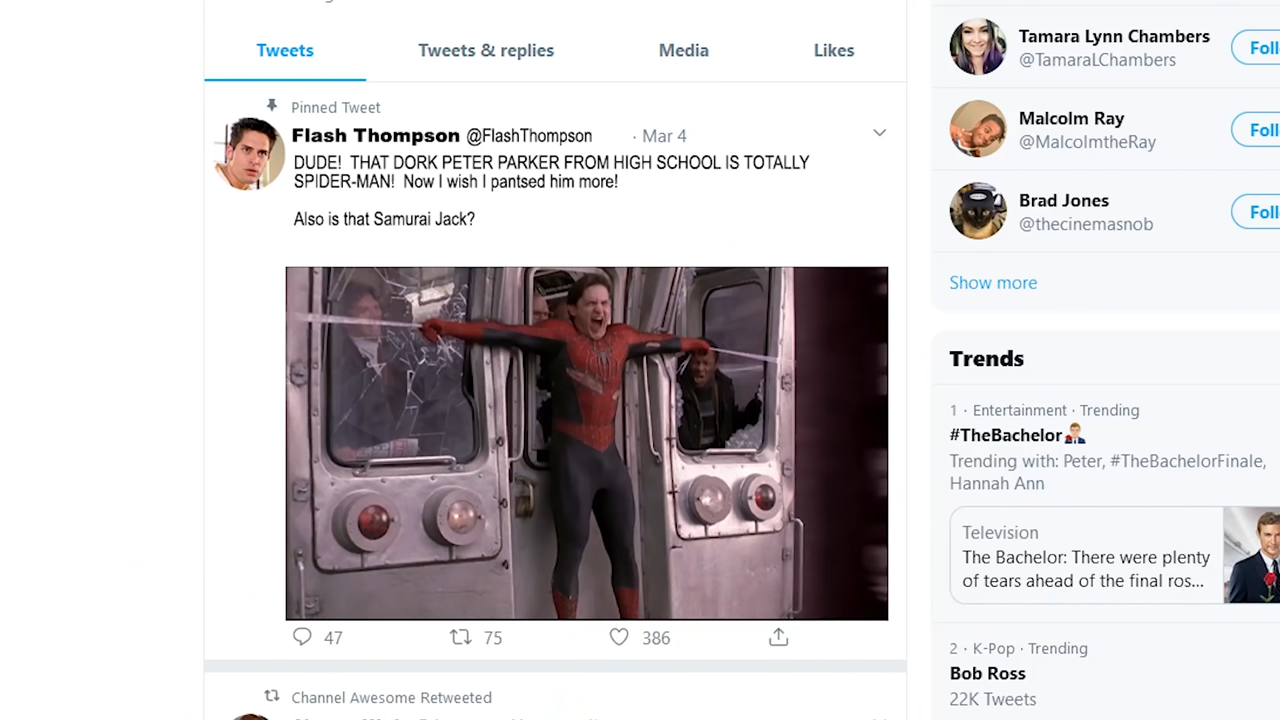 Tweets
Tweets & replies
Media
Likes
Pinned Tweet
Flash Thompson @FlashThompson · Mar 4
DUDE!  THAT DORK PETER PARKER FROM HIGH SCHOOL IS TOTALLY
SPIDER-MAN!  Now I wish I pantsed him more!
Also is that Samurai Jack?
47
75
386
Channel Awesome Retweeted
Tamara Lynn Chambers
@TamaraLChambers
Foll
Malcolm Ray
@MalcolmtheRay
Foll
Brad Jones
@thecinemasnob
Foll
Show more
Trends
1 · Entertainment · Trending
#TheBachelor
Trending with: Peter, #TheBachelorFinale,
Hannah Ann
Television
The Bachelor: There were plenty
of tears ahead of the final ros...
2 · K-Pop · Trending
Bob Ross
22K Tweets